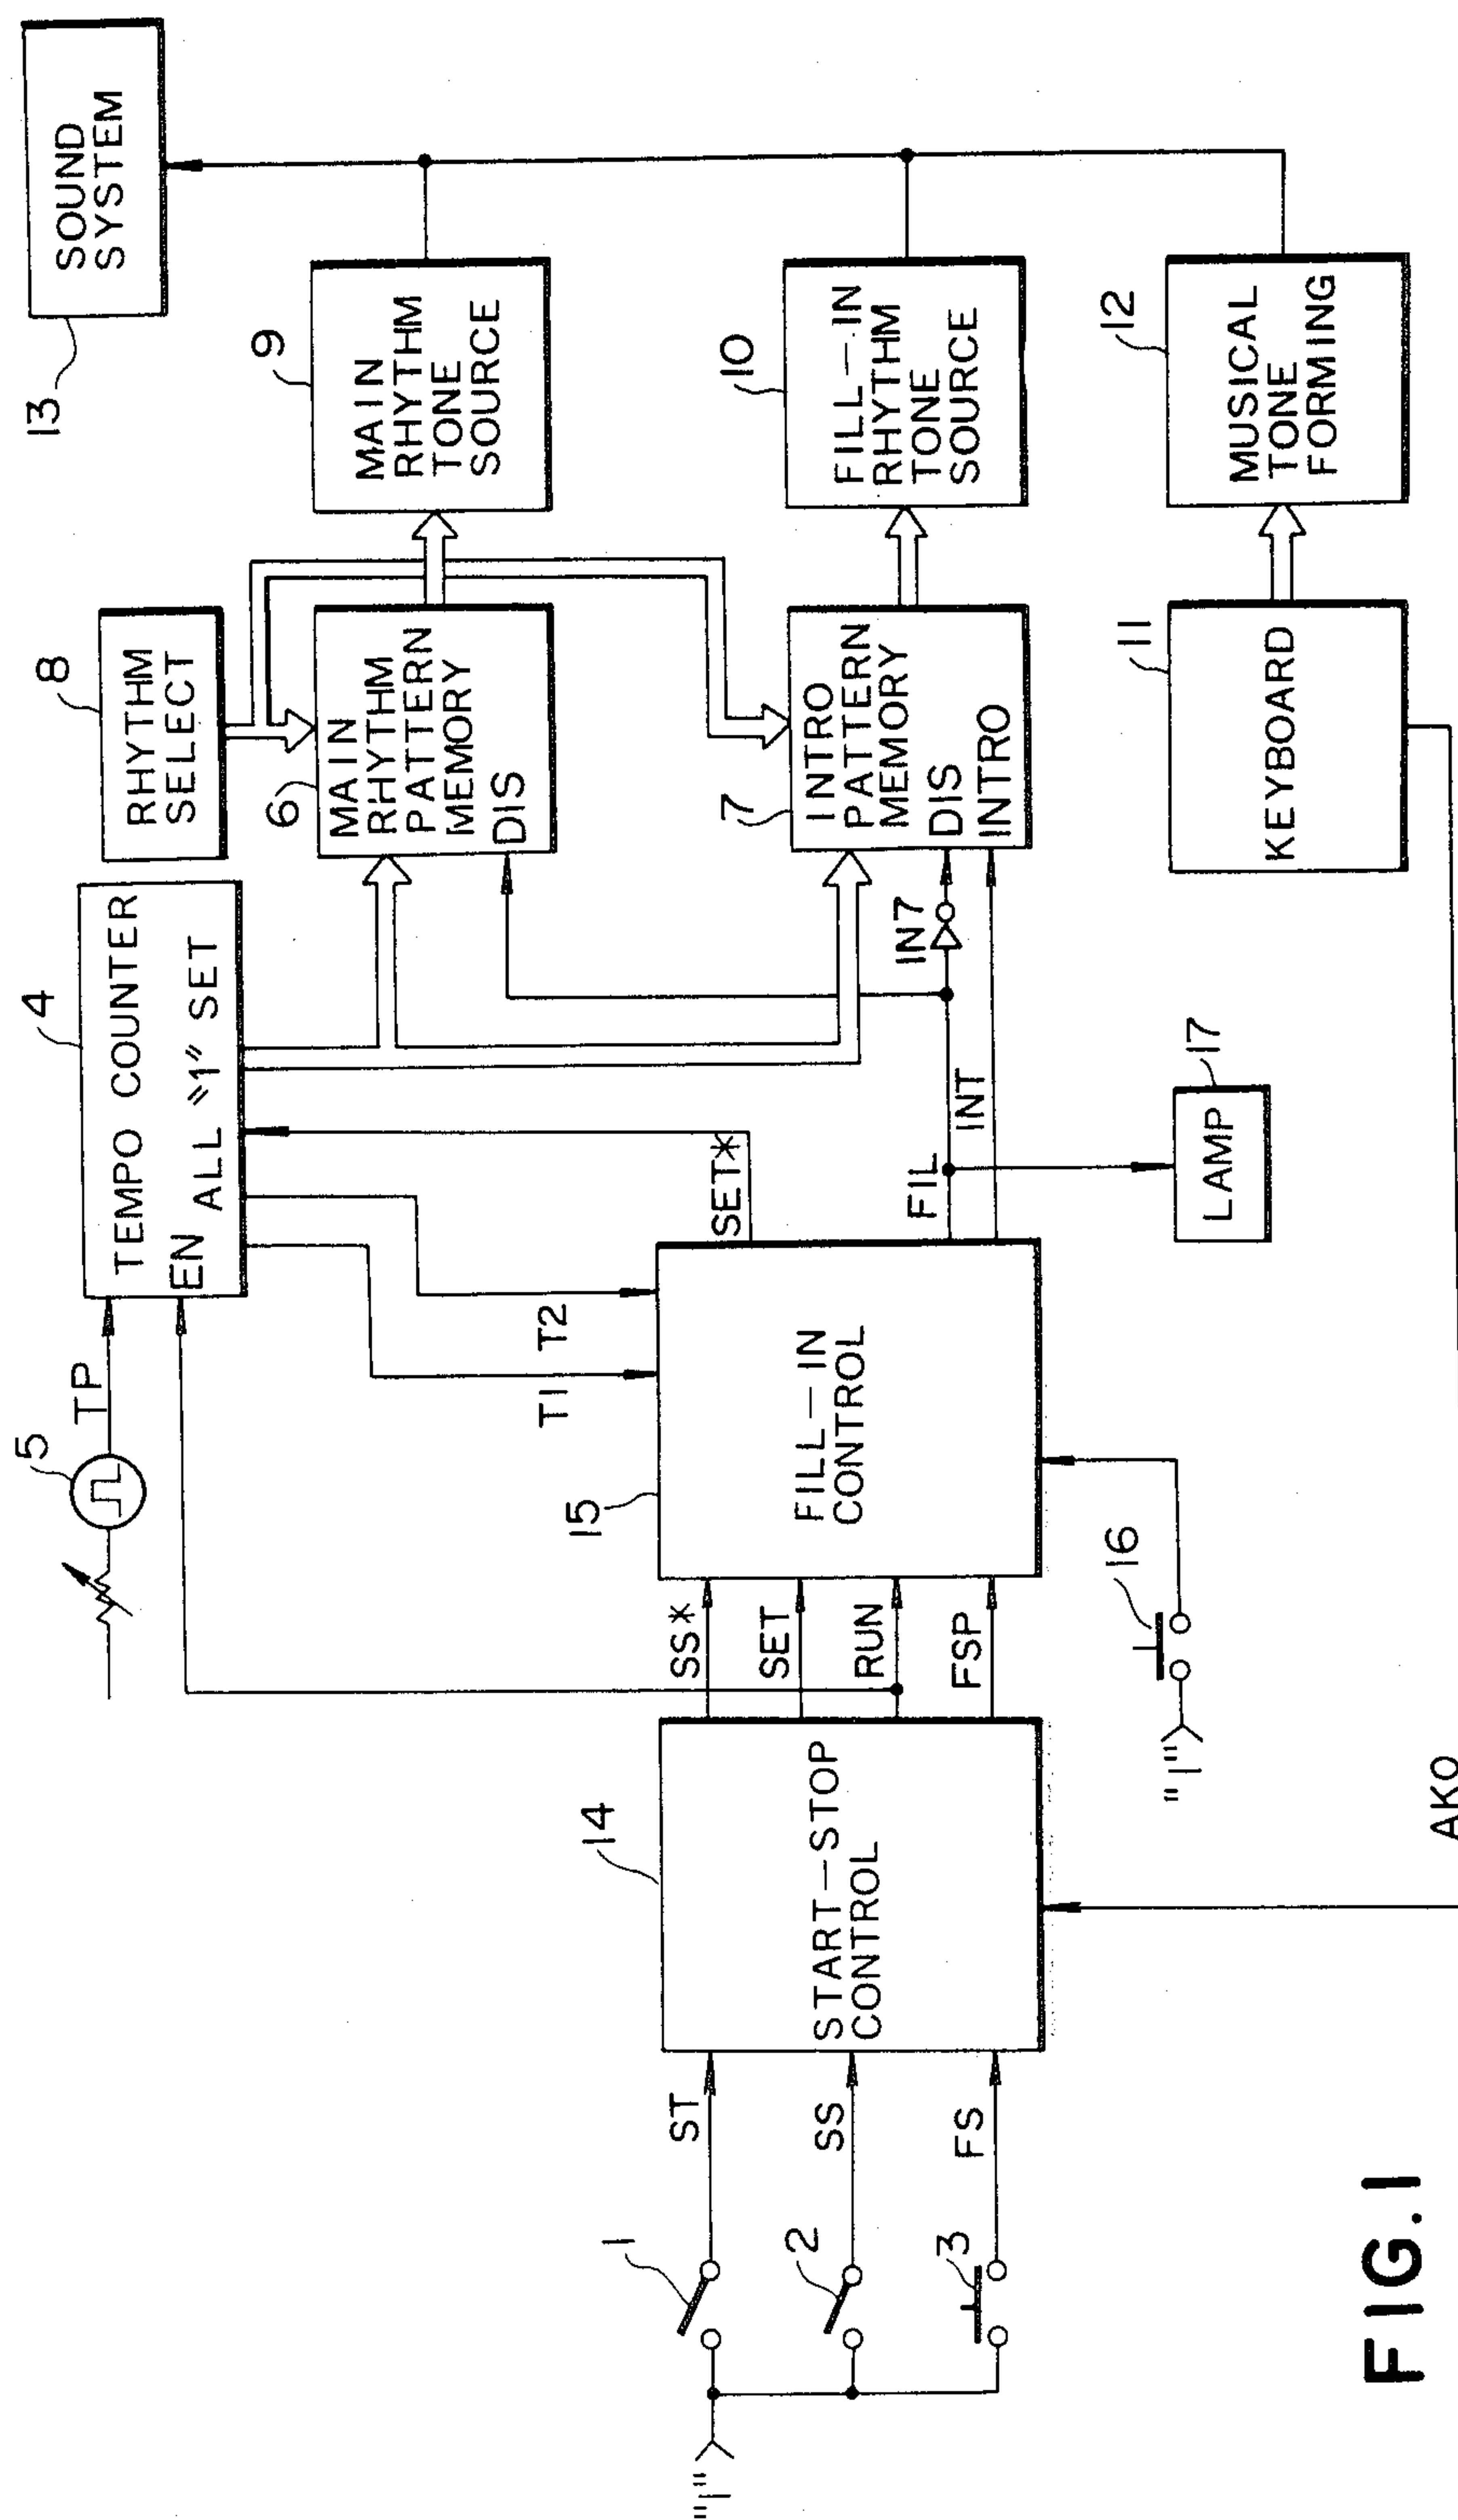 FIG.1
"1"
1
2
3
ST
SS
FS
14
START-STOP
CONTROL
AKO
SS*
SET
RUN
FSP
"1"
16
15
FILL-IN
CONTROL
T1
T2
SET*
FIL
INT
LAMP
17
5
TP
4
TEMPO COUNTER
EN
ALL "1" SET
IN7
8
RHYTHM
SELECT
6
MAIN
RHYTHM
PATTERN
MEMORY
DIS
7
INTRO
PATTERN
MEMORY
DIS
INTRO
11
KEYBOARD
9
MAIN
RHYTHM
TONE
SOURCE
10
FILL-IN
RHYTHM
TONE
SOURCE
12
MUSICAL
TONE
FORMING
13
SOUND
SYSTEM